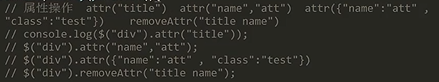 // 属性操作  attr("title")  attr("name","att")  attr({"name":"att" ,
"class":"test"})    removeAttr("title name")
// console.log($("div").attr("title"));
// $("div").attr("name","att");
// $("div").attr({"name":"att" , "class":"test"})
// $("div").removeAttr("title name");